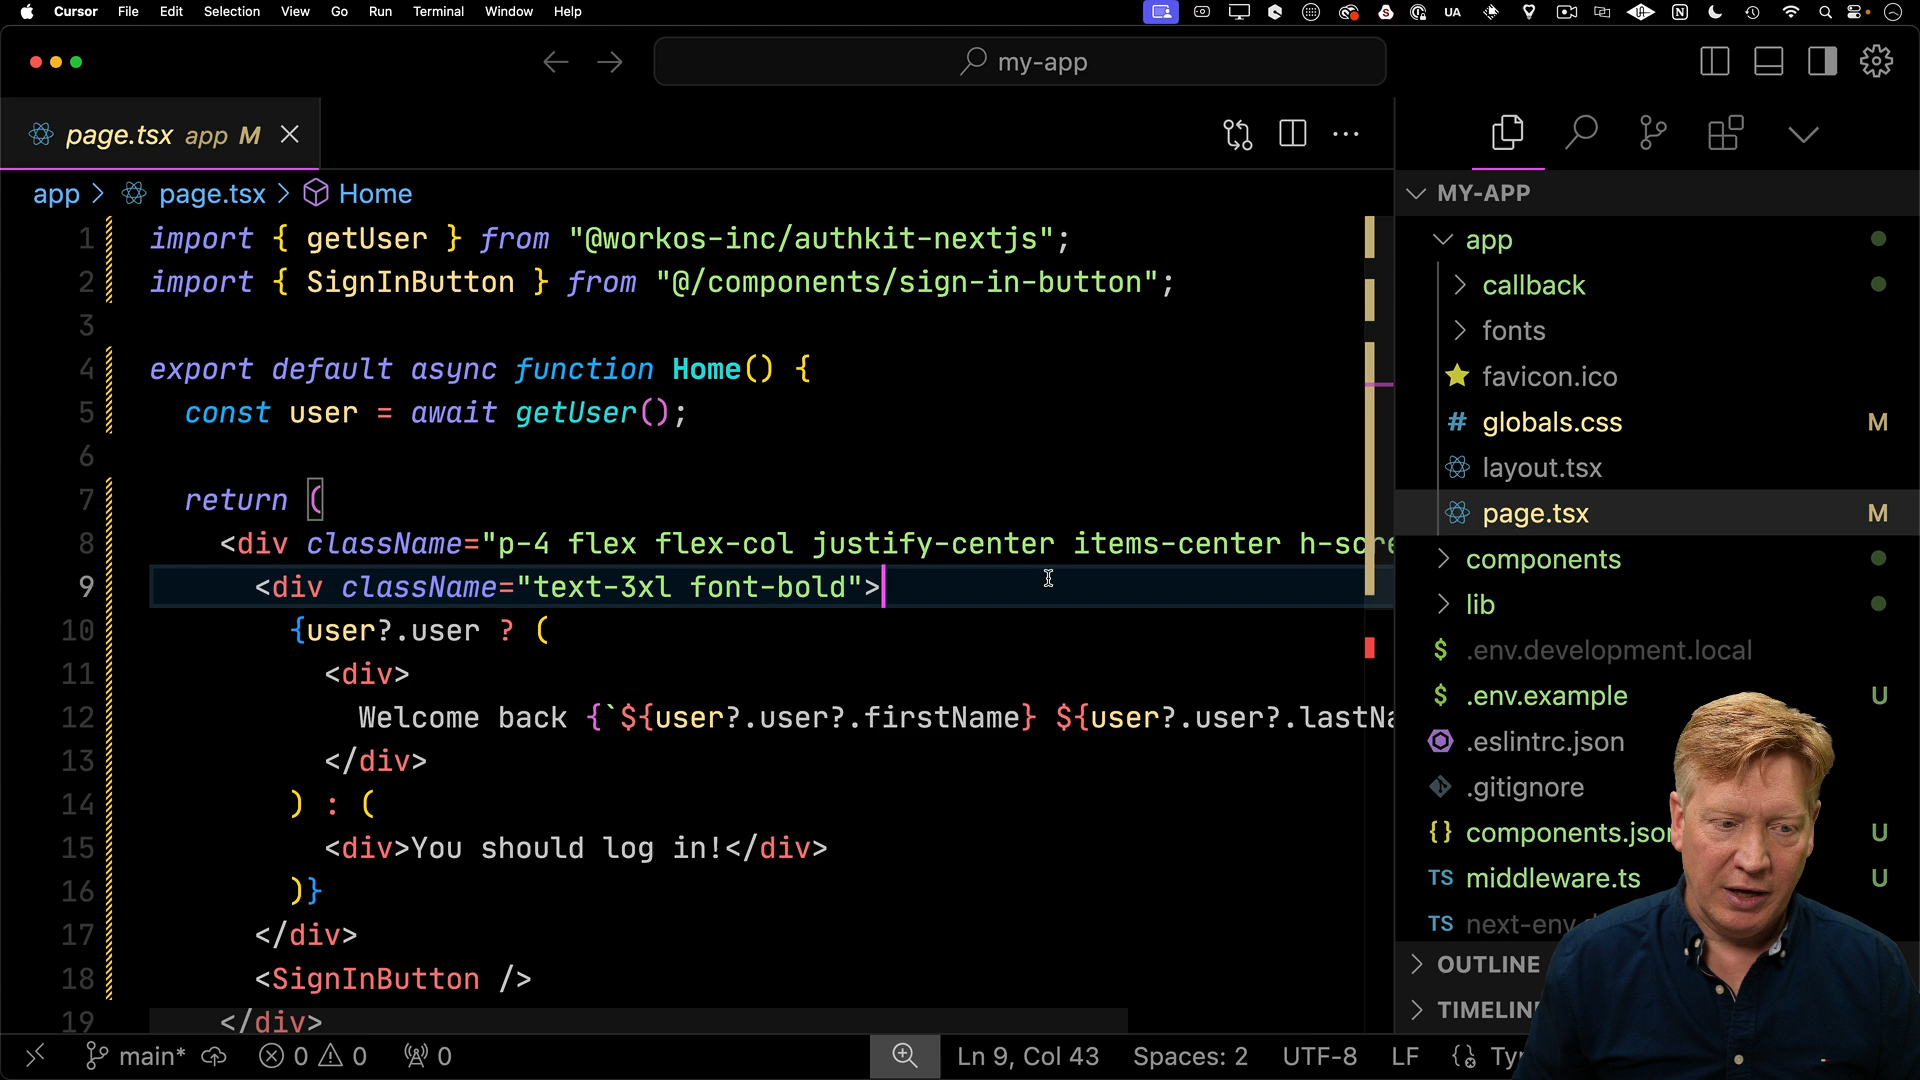 Cursor File Edit Selection View Go Run Terminal Window Help
UA
my-app
page.tsx app M
app > page.tsx > Home
1 import { getUser } from "@workos-inc/authkit-nextjs";
2 import { SignInButton } from "@/components/sign-in-button";
3
4 export default async function Home() {
5 const user = await getUser();
6
7 return (
8 <div className="p-4 flex flex-col justify-center items-center h-scre
9 <div className="text-3xl font-bold">
10 {user?.user ? (
11 <div>
12 Welcome back {`${user?.user?.firstName} ${user?.user?.lastNa
13 </div>
14 ) : (
15 <div>You should log in!</div>
16 )}
17 </div>
18 <SignInButton />
19 </div>
MY-APP
app
callback
fonts
favicon.ico
# globals.css M
layout.tsx
page.tsx M
components
lib
$ .env.development.local
$ .env.example U
.eslintrc.json
.gitignore
{} components.json U
TS middleware.ts U
TS next-env.d
OUTLINE
TIMELINE
main* 0 0 0 Ln 9, Col 43 Spaces: 2 UTF-8 LF Ty